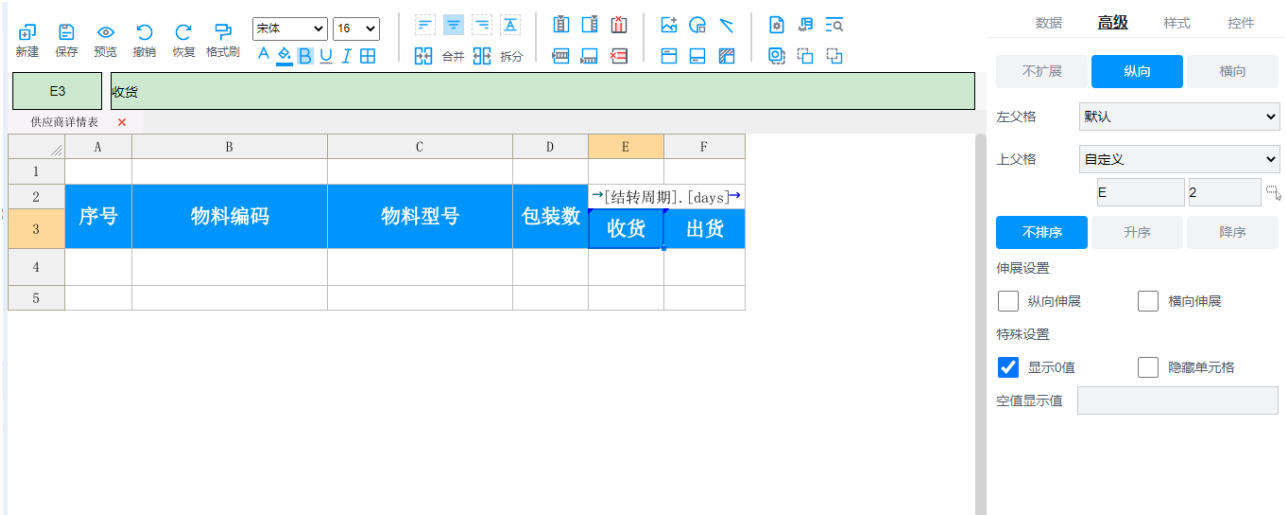 新建 保存 预览 撤销 恢复 格式刷 宋体 16 合并 拆分
E3 收货
供应商详情表
A B C D E F
1
2 序号 物料编码 物料型号 包装数 →[结转周期].[days]→
3 收货 出货
4
5
数据 高级 样式 控件
不扩展 纵向 横向
左父格 默认
上父格 自定义
E 2
不排序 升序 降序
伸展设置
纵向伸展 横向伸展
特殊设置
显示0值 隐藏单元格
空值显示值